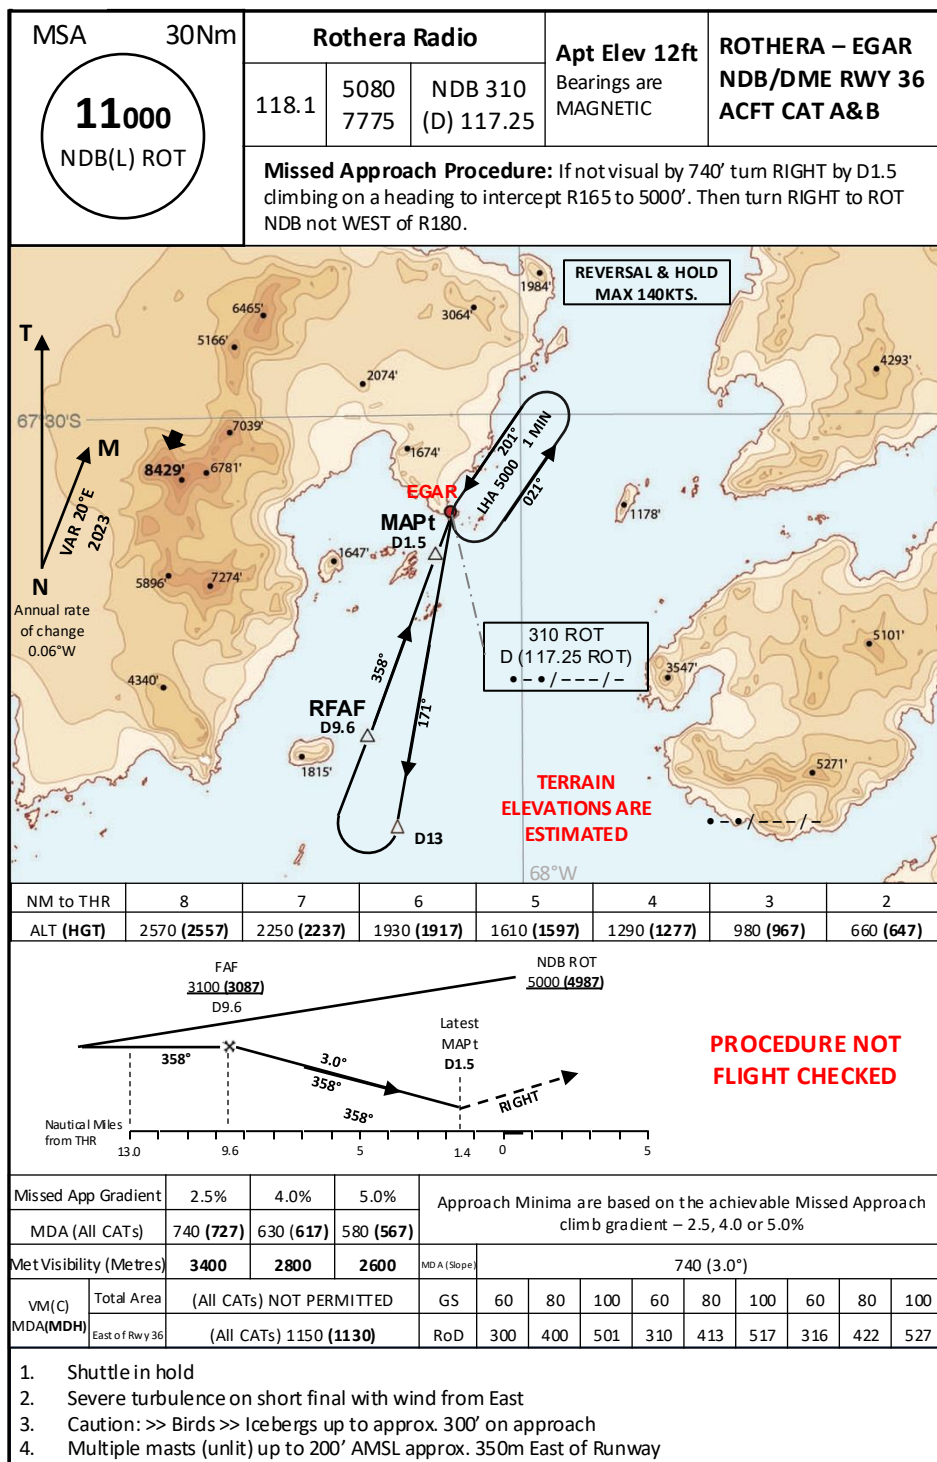 MSA 30Nm
11000
NDB(L) ROT
Rothera Radio
118.1
5080
7775
NDB 310
(D) 117.25
Apt Elev 12ft
Bearings are
MAGNETIC
ROTHERA – EGAR
NDB/DME RWY 36
ACFT CAT A&B
Missed Approach Procedure: If not visual by 740’ turn RIGHT by D1.5
climbing on a heading to intercept R165 to 5000’. Then turn RIGHT to ROT
NDB not WEST of R180.
REVERSAL & HOLD
MAX 140KTS.
1984'
6465'
3064'
5166'
T
4293'
2074'
67°30'S
7039'
M
1674'
201°
1 MIN
8429'
6781'
LHA 5000
021°
EGAR
1178'
MAPt
D1.5
VAR 20°E
2023
1647'
5896'
7274'
N
Annual rate
of change
0.06°W
310 ROT
D (117.25 ROT)
• – • / – – – / –
5101'
3547'
358°
4340'
171°
RFAF
D9.6
1815'
5271'
TERRAIN
ELEVATIONS ARE
ESTIMATED
• – • / – – – / –
D13
68°W
NM to THR 8 7 6 5 4 3 2
ALT (HGT) 2570 (2557) 2250 (2237) 1930 (1917) 1610 (1597) 1290 (1277) 980 (967) 660 (647)
FAF
3100 (3087)
D9.6
NDB ROT
5000 (4987)
Latest
MAPt
D1.5
PROCEDURE NOT
FLIGHT CHECKED
358°
3.0°
358°
RIGHT
358°
Nautical Miles
from THR
13.0 9.6 5 1.4 0 5
Missed App Gradient 2.5% 4.0% 5.0%
Approach Minima are based on the achievable Missed Approach
climb gradient – 2.5, 4.0 or 5.0%
MDA (All CATs) 740 (727) 630 (617) 580 (567)
Met Visibility (Metres) 3400 2800 2600 MDA (Slope) 740 (3.0°)
VM(C)
MDA(MDH)
Total Area (All CATs) NOT PERMITTED GS 60 80 100 60 80 100 60 80 100
East of Rwy 36 (All CATs) 1150 (1130) RoD 300 400 501 310 413 517 316 422 527
1. Shuttle in hold
2. Severe turbulence on short final with wind from East
3. Caution: >> Birds >> Icebergs up to approx. 300’ on approach
4. Multiple masts (unlit) up to 200’ AMSL approx. 350m East of Runway